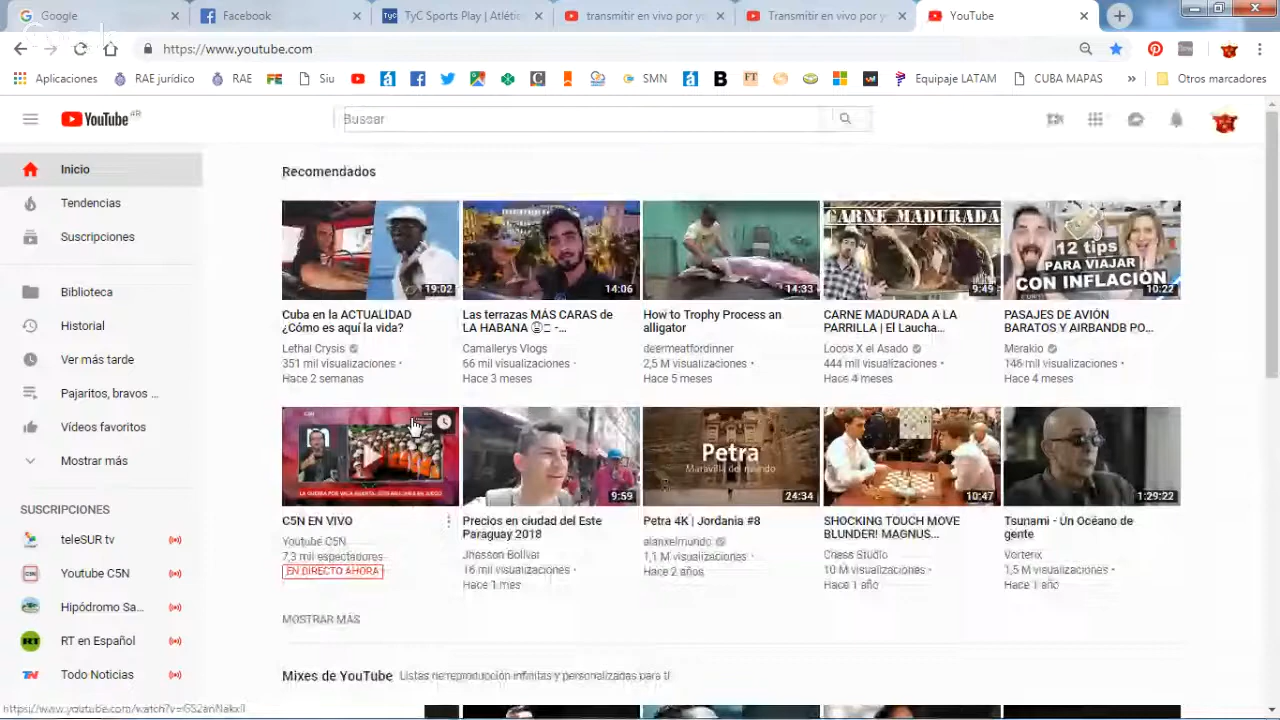 Google
Facebook
TyC Sports Play | Atlétic
transmitir en vivo por yo
Transmitir en vivo por yo
YouTube
https://www.youtube.com
Aplicaciones
RAE jurídico
RAE
Siu
SMN
Equipaje LATAM
CUBA MAPAS
»
Otros marcadores
YouTube AR
Buscar
Inicio
Tendencias
Suscripciones
Biblioteca
Historial
Ver más tarde
Pajaritos, bravos ...
Vídeos favoritos
Mostrar más
SUSCRIPCIONES
teleSUR tv
Youtube C5N
Hipódromo Sa...
RT en Español
Todo Noticias
Recomendados
19:02
14:06
14:33
CARNE MADURADA
9:49
12 tips
PARA VIAJAR
CON INFLACIÓN
10:22
Cuba en la ACTUALIDAD
¿Cómo es aquí la vida?
Lethal Crysis
351 mil visualizaciones •
Hace 2 semanas
Las terrazas MÁS CARAS de
LA HABANA
Camallerys Vlogs
66 mil visualizaciones •
Hace 3 meses
How to Trophy Process an
alligator
deermeatfordinner
2,5 M visualizaciones •
Hace 5 meses
CARNE MADURADA A LA
PARRILLA | El Laucha...
Locos X el Asado
444 mil visualizaciones •
Hace 4 meses
PASAJES DE AVIÓN
BARATOS Y AIRBANDB PO...
Merakio
146 mil visualizaciones •
Hace 4 meses
9:59
Petra
Maravilla del mundo
24:34
10:47
1:29:22
C5N EN VIVO
Youtube C5N
7,3 mil espectadores
EN DIRECTO AHORA
Precios en ciudad del Este
Paraguay 2018
Jhasson Bolivar
16 mil visualizaciones •
Hace 1 mes
Petra 4K | Jordania #8
alanxelmundo
1,1 M visualizaciones •
Hace 2 años
SHOCKING TOUCH MOVE
BLUNDER! MAGNUS...
Chess Studio
10 M visualizaciones •
Hace 1 año
Tsunami - Un Océano de
gente
Vorterix
1,5 M visualizaciones •
Hace 1 año
MOSTRAR MÁS
Mixes de YouTube
Listas de reproducción infinitas y personalizadas para ti